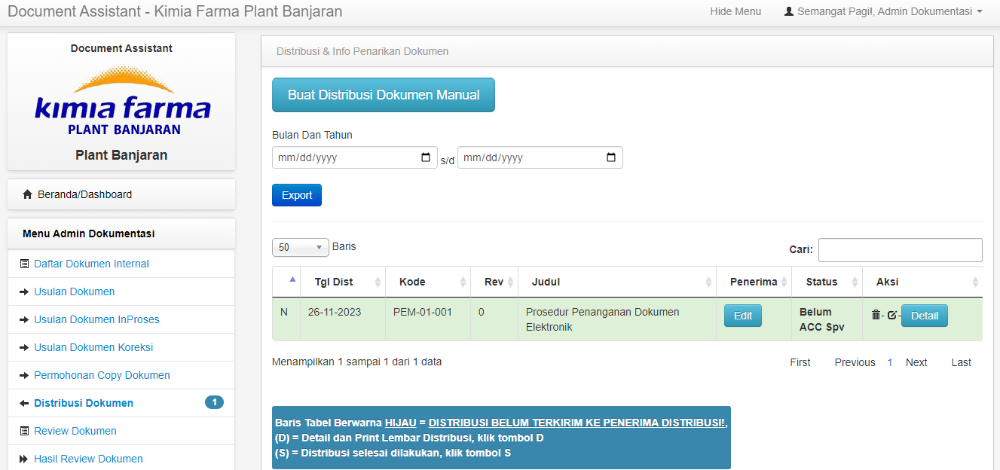 Document Assistant - Kimia Farma Plant Banjaran
Hide Menu
Semangat Pagi!, Admin Dokumentasi
Document Assistant
kimia farma
PLANT BANJARAN
Plant Banjaran
Beranda/Dashboard
Menu Admin Dokumentasi
Daftar Dokumen Internal
Usulan Dokumen
Usulan Dokumen InProses
Usulan Dokumen Koreksi
Permohonan Copy Dokumen
Distribusi Dokumen 1
Review Dokumen
Hasil Review Dokumen
Distribusi & Info Penarikan Dokumen
Buat Distribusi Dokumen Manual
Bulan Dan Tahun
mm/dd/yyyy s/d mm/dd/yyyy
Export
50 Baris
Cari:
Tgl Dist Kode Rev Judul Penerima Status Aksi
N 26-11-2023 PEM-01-001 0 Prosedur Penanganan Dokumen Edit Belum - - Detail
Elektronik ACC Spv
Menampilkan 1 sampai 1 dari 1 data
First Previous 1 Next Last
Baris Tabel Berwarna HIJAU = DISTRIBUSI BELUM TERKIRIM KE PENERIMA DISTRIBUSI!,
(D) = Detail dan Print Lembar Distribusi, klik tombol D
(S) = Distribusi selesai dilakukan, klik tombol S